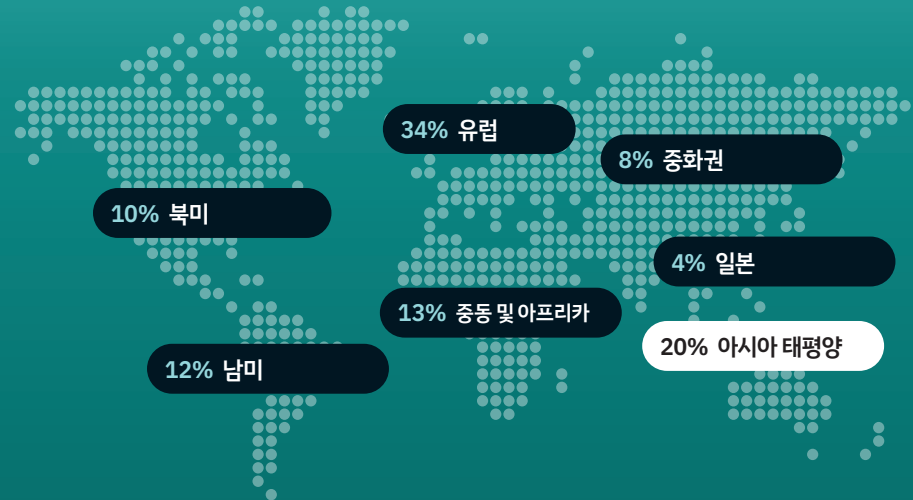 34% 유럽
8% 중화권
10% 북미
4% 일본
13% 중동 및 아프리카
20% 아시아 태평양
12% 남미